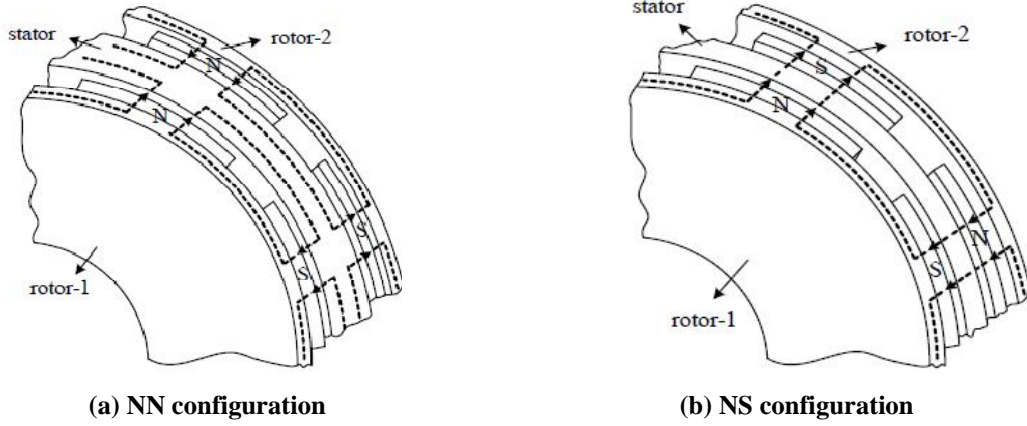 stator
rotor-2
N
N
S
S
rotor-1
(a) NN configuration
stator
rotor-2
S
N
N
S
rotor-1
(b) NS configuration